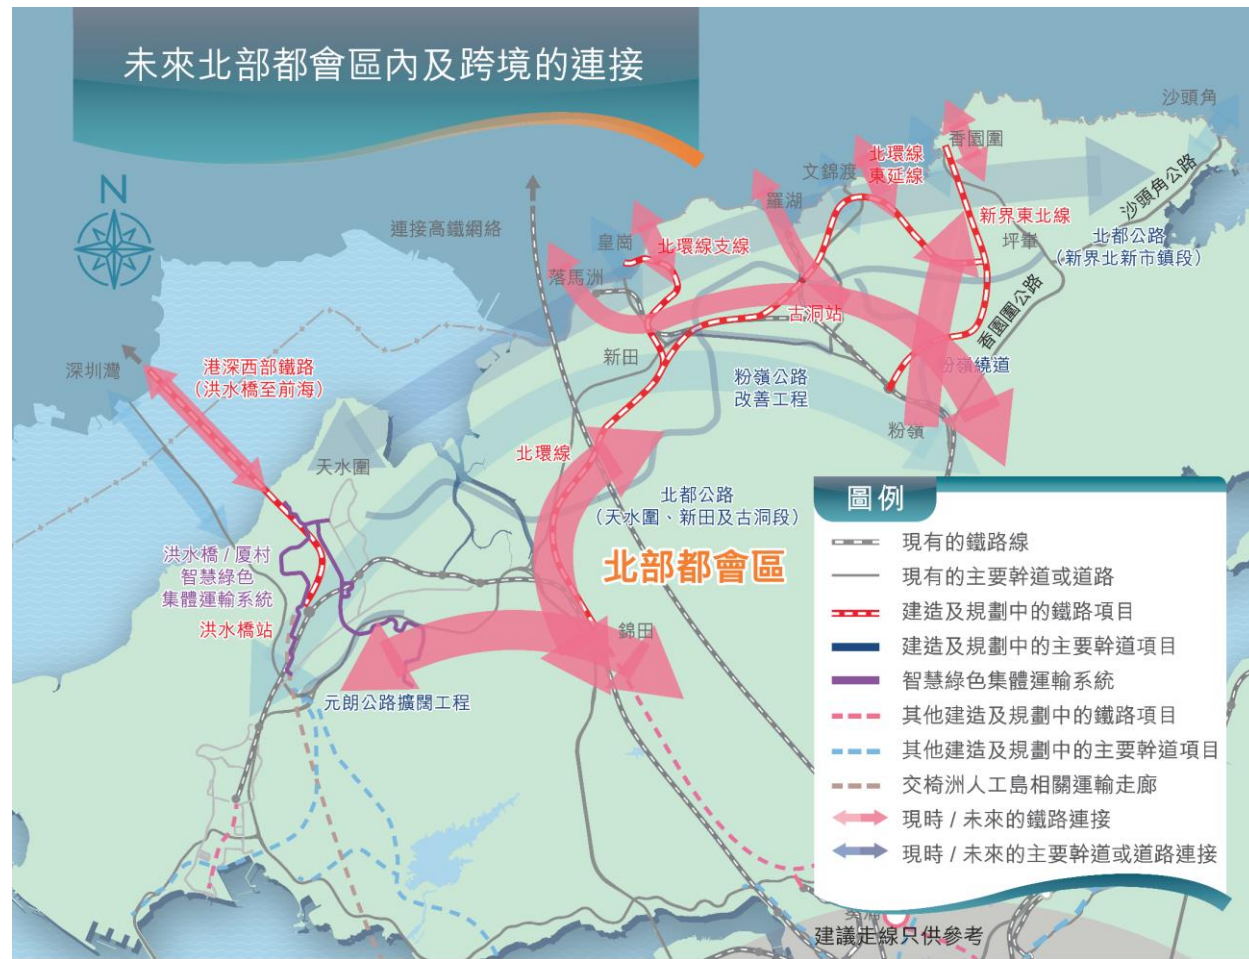 未來北部都會區內及跨境的連接
N
沙頭角
香園圍
北環線
東延線
文錦渡
羅湖
沙頭角公路
新界東北線
坪輋
北都公路
(新界北新市鎮段)
連接高鐵網絡
皇崗
北環線支線
落馬洲
香園圍公路
古洞站
深圳灣
港深西部鐵路
(洪水橋至前海)
新田
粉嶺公路
改善工程
粉嶺繞道
粉嶺
天水圍
北環線
北都公路
(天水圍、新田及古洞段)
北部都會區
洪水橋 / 厦村
智慧綠色
集體運輸系統
洪水橋站
錦田
元朗公路擴闊工程
圖例
現有的鐵路線
現有的主要幹道或道路
建造及規劃中的鐵路項目
建造及規劃中的主要幹道項目
智慧綠色集體運輸系統
其他建造及規劃中的鐵路項目
其他建造及規劃中的主要幹道項目
交椅洲人工島相關運輸走廊
現時 / 未來的鐵路連接
現時 / 未來的主要幹道或道路連接
建議走線只供參考